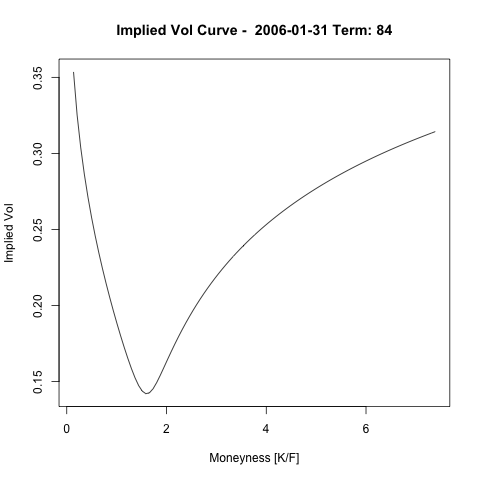 Implied Vol Curve -  2006-01-31 Term: 84
0.35
0.30
0.25
0.20
0.15
Implied Vol
0 2 4 6
Moneyness [K/F]